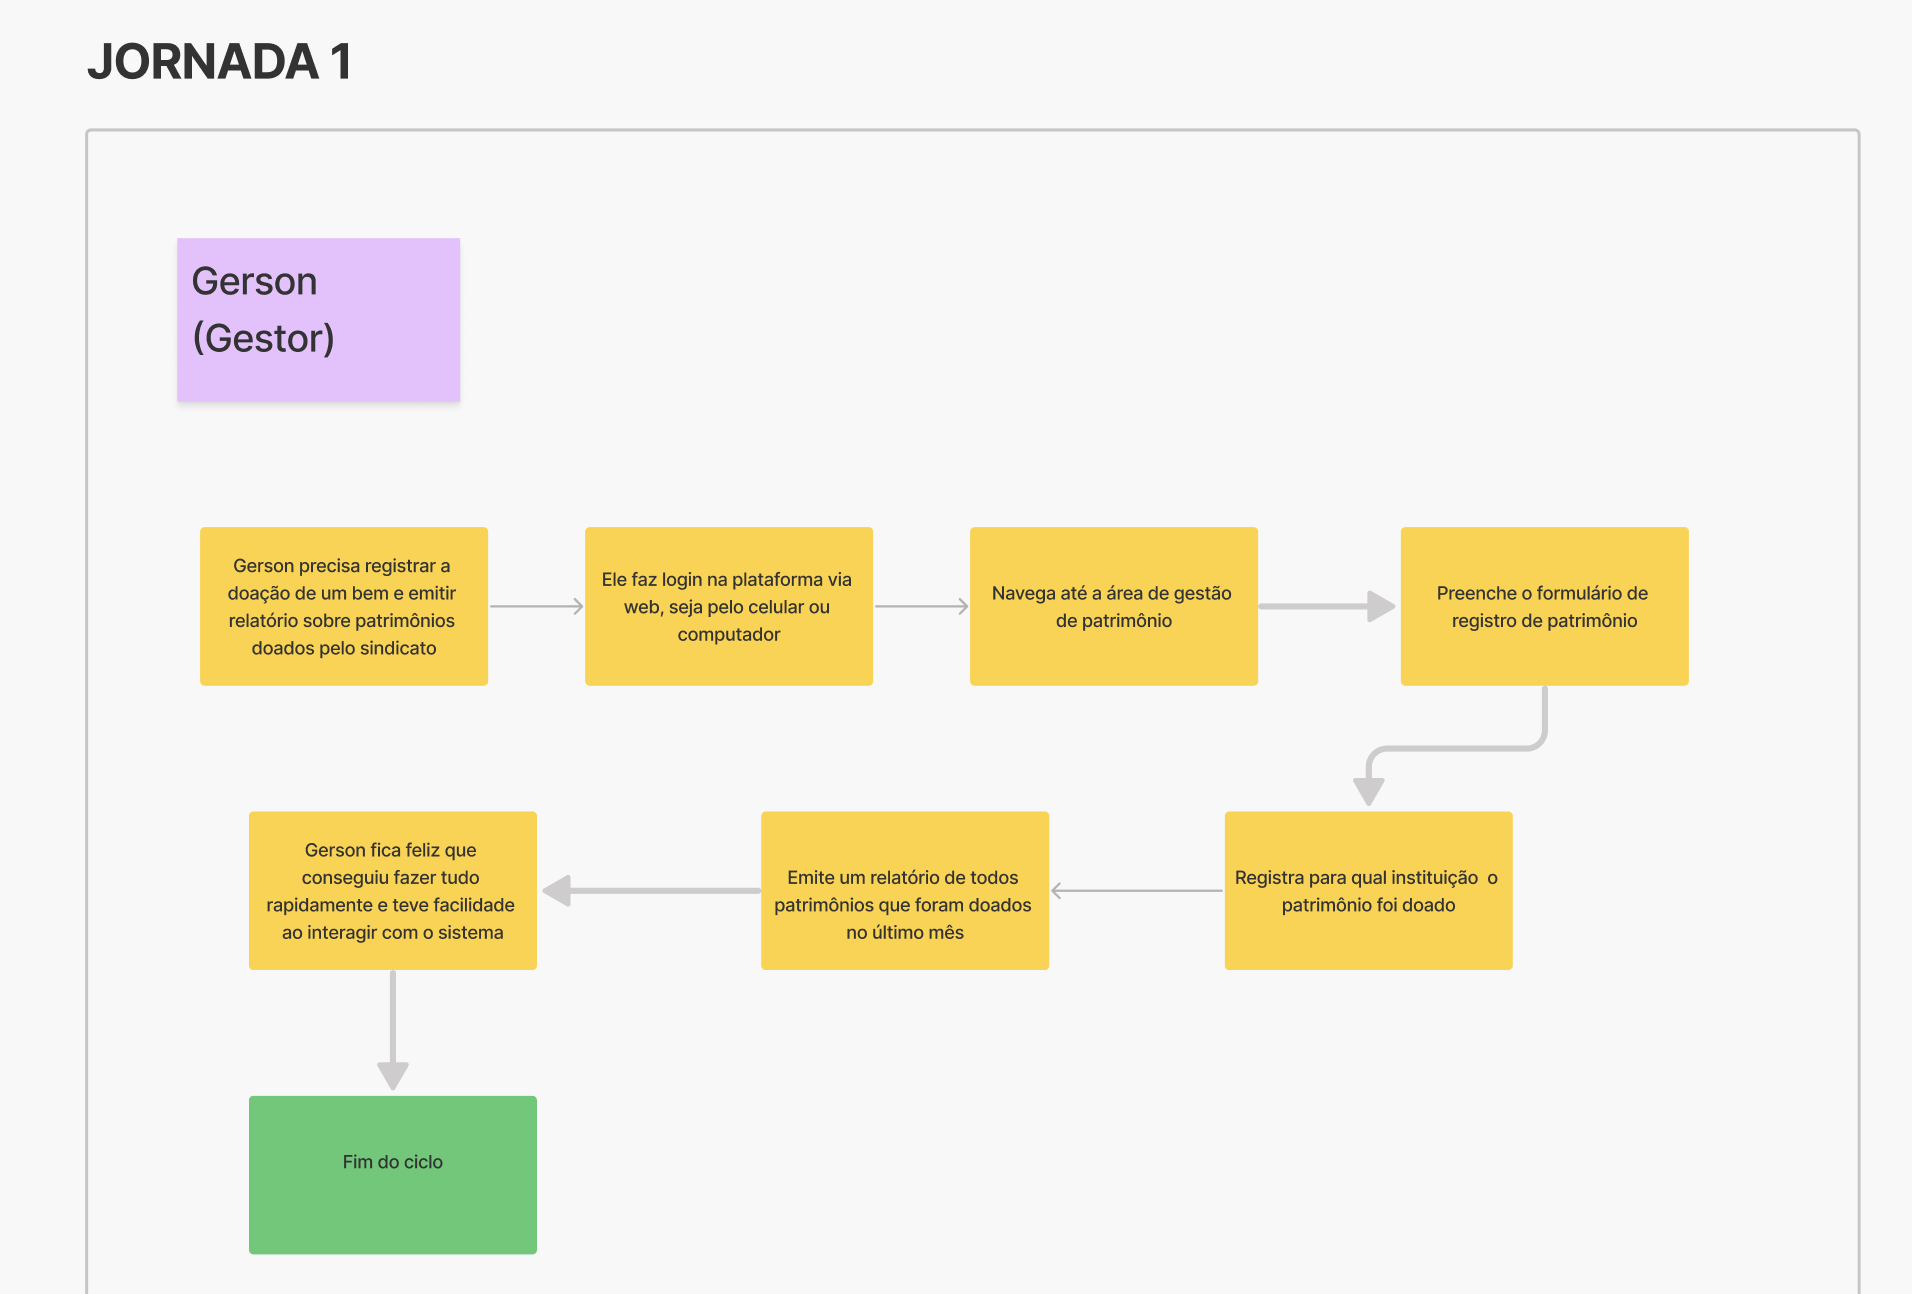 JORNADA 1
Gerson
(Gestor)
Gerson precisa registrar a
doação de um bem e emitir
relatório sobre patrimônios
doados pelo sindicato
Ele faz login na plataforma via
web, seja pelo celular ou
computador
Navega até a área de gestão
de patrimônio
Preenche o formulário de
registro de patrimônio
Registra para qual instituição  o
patrimônio foi doado
Emite um relatório de todos
patrimônios que foram doados
no último mês
Gerson fica feliz que
conseguiu fazer tudo
rapidamente e teve facilidade
ao interagir com o sistema
Fim do ciclo